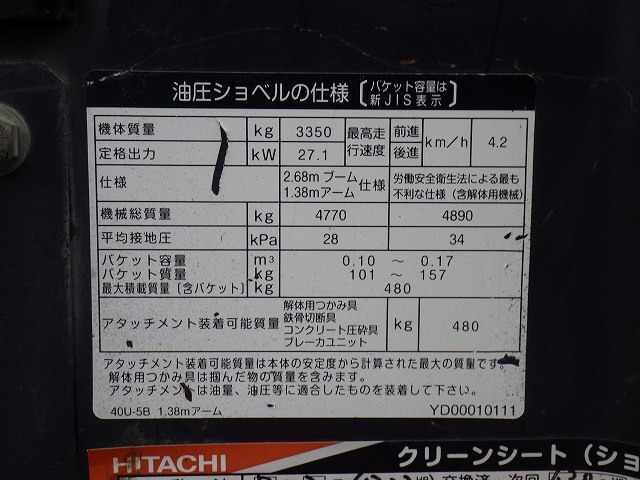 油圧ショベルの仕様 [バケット容量は
新JIS表示]
機体質量 kg 3350 最高走行速度 前進 後進 km/h 4.2
定格出力 kW 27.1
仕様 2.68m ブーム 1.38mアーム 仕様 労働安全衛生法による最も不利な仕様(含解体用機械)
機械総質量 kg 4770 4890
平均接地圧 kPa 28 34
バケット容量 m³ 0.10 ~ 0.17
バケット質量 kg 101 ~ 157
最大積載質量(含バケット) kg 480
アタッチメント装着可能質量 解体用つかみ具 鉄骨切断具 コンクリート圧砕具 ブレーカユニット kg 480
アタッチメント装着可能質量は本体の安定度から計算された最大の質量です。
解体用つかみ具は掴んだ物の質量を含みます。
アタッチメントは油量、油圧等に適合したものを装着して下さい。
40U-5B 1.38mアーム YD00010111
HITACHI クリーンシート(ショ
交換済 次回